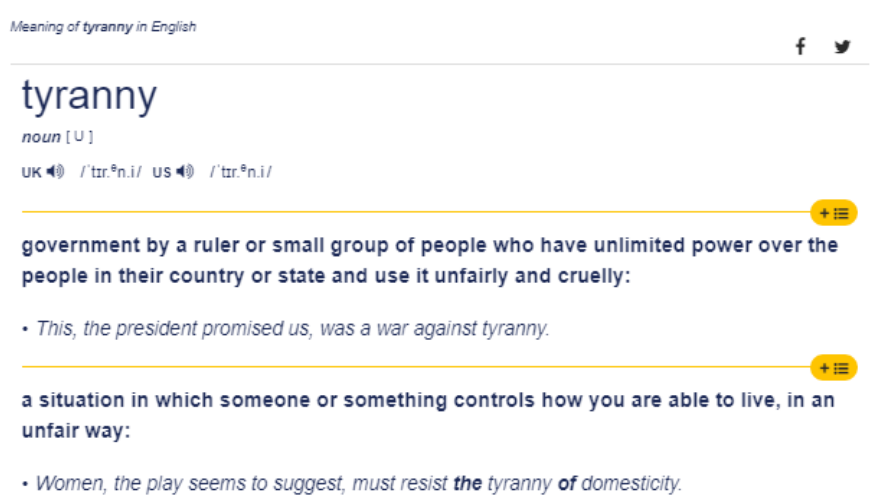 Meaning of tyranny in English
tyranny
noun [ U ]
UK /ˈtɪr.ᵊn.i/ US /ˈtɪr.ᵊn.i/
government by a ruler or small group of people who have unlimited power over the
people in their country or state and use it unfairly and cruelly:
• This, the president promised us, was a war against tyranny.
a situation in which someone or something controls how you are able to live, in an
unfair way:
• Women, the play seems to suggest, must resist the tyranny of domesticity.